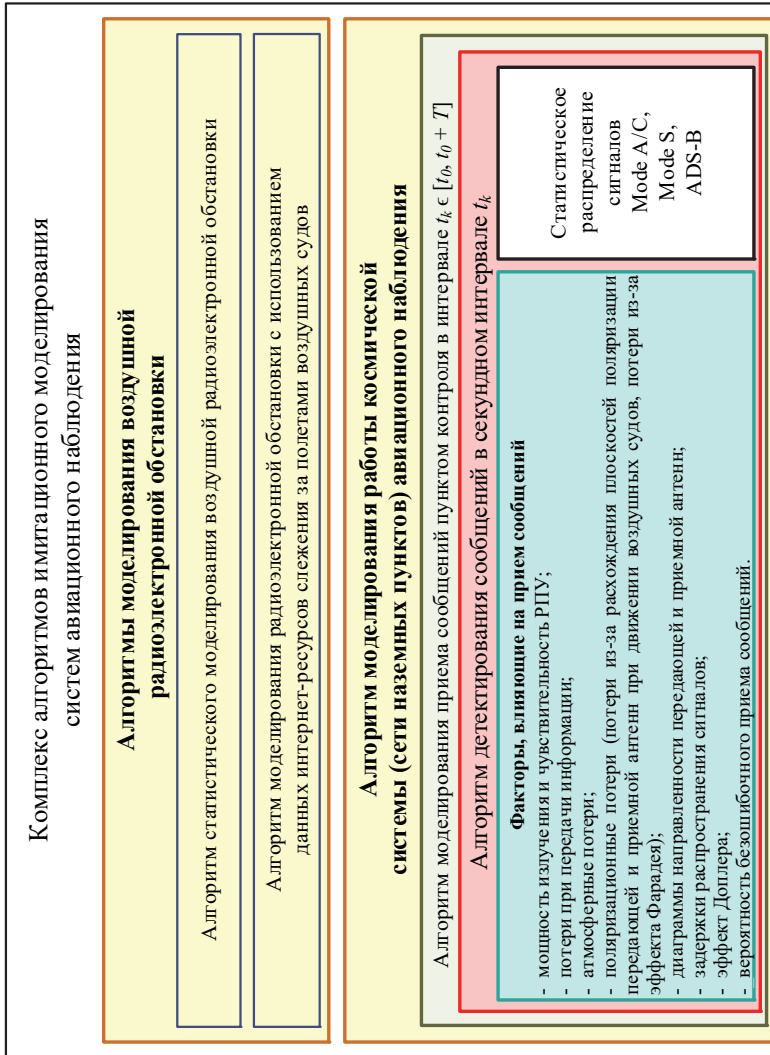 Комплекс алгоритмов имитационного моделирования
систем авиационного наблюдения
Алгоритмы моделирования воздушной
радиоэлектронной обстановки
Алгоритм статистического моделирования воздушной радиоэлектронной обстановки
Алгоритм моделирования радиоэлектронной обстановки с использованием
данных интернет-ресурсов слежения за полетами воздушных судов
Алгоритм моделирования работы космической
системы (сети наземных пунктов) авиационного наблюдения
Алгоритм моделирования приема сообщений пунктом контроля в интервале tₖ ϵ [t₀, t₀ + T]
Алгоритм детектирования сообщений в секундном интервале tₖ
Факторы, влияющие на прием сообщений
- мощность излучения и чувствительность РПУ;
- потери при передачи информации;
- атмосферные потери;
- поляризационные потери (потери из-за расхождения плоскостей поляризации
передающей и приемной антенн при движении воздушных судов, потери из-за
эффекта Фарадея);
- диаграммы направленности передающей и приемной антенн;
- задержки распространения сигналов;
- эффект Доплера;
- вероятность безошибочного приема сообщений.
Статистическое
распределение
сигналов
Mode A/C,
Mode S,
ADS-B